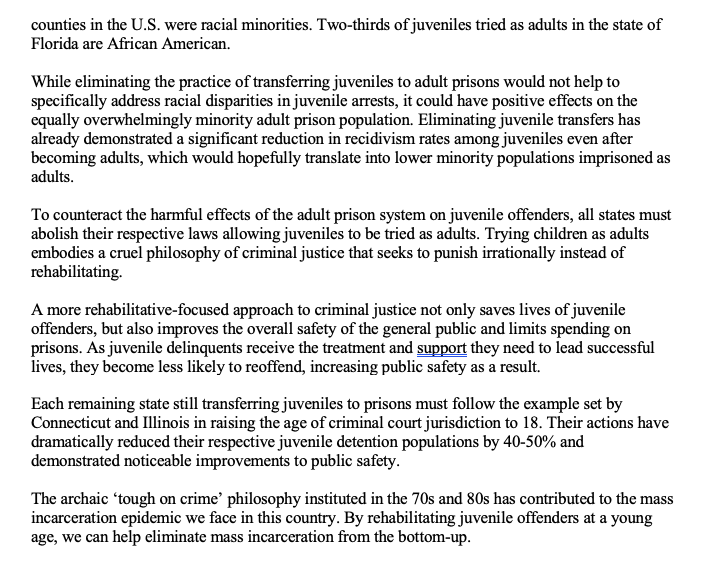 counties in the U.S. were racial minorities. Two-thirds of juveniles tried as adults in the state of
Florida are African American.
While eliminating the practice of transferring juveniles to adult prisons would not help to
specifically address racial disparities in juvenile arrests, it could have positive effects on the
equally overwhelmingly minority adult prison population. Eliminating juvenile transfers has
already demonstrated a significant reduction in recidivism rates among juveniles even after
becoming adults, which would hopefully translate into lower minority populations imprisoned as
adults.
To counteract the harmful effects of the adult prison system on juvenile offenders, all states must
abolish their respective laws allowing juveniles to be tried as adults. Trying children as adults
embodies a cruel philosophy of criminal justice that seeks to punish irrationally instead of
rehabilitating.
A more rehabilitative-focused approach to criminal justice not only saves lives of juvenile
offenders, but also improves the overall safety of the general public and limits spending on
prisons. As juvenile delinquents receive the treatment and support they need to lead successful
lives, they become less likely to reoffend, increasing public safety as a result.
Each remaining state still transferring juveniles to prisons must follow the example set by
Connecticut and Illinois in raising the age of criminal court jurisdiction to 18. Their actions have
dramatically reduced their respective juvenile detention populations by 40-50% and
demonstrated noticeable improvements to public safety.
The archaic ‘tough on crime’ philosophy instituted in the 70s and 80s has contributed to the mass
incarceration epidemic we face in this country. By rehabilitating juvenile offenders at a young
age, we can help eliminate mass incarceration from the bottom-up.